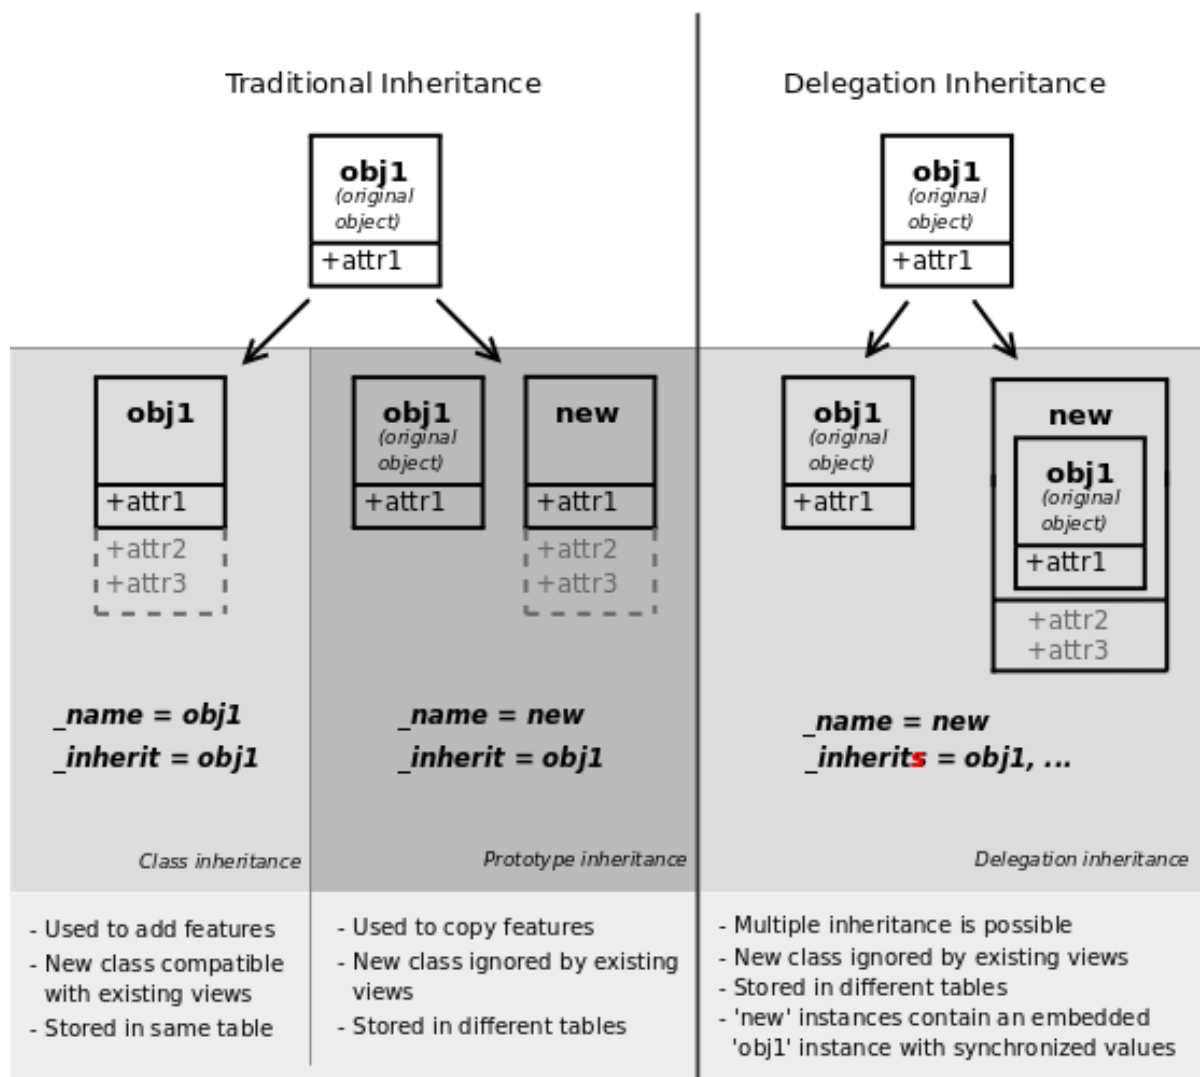 Traditional Inheritance
obj1
(original
object)
+attr1
obj1
+attr1
+attr2
+attr3
_name = obj1
_inherit = obj1
Class inheritance
- Used to add features
- New class compatible
with existing views
- Stored in same table
obj1
(original
object)
+attr1
new
+attr1
+attr2
+attr3
_name = new
_inherit = obj1
Prototype inheritance
- Used to copy features
- New class ignored by existing
views
- Stored in different tables
Delegation Inheritance
obj1
(original
object)
+attr1
obj1
(original
object)
+attr1
new
obj1
(original
object)
+attr1
+attr2
+attr3
_name = new
_inherits = obj1, ...
Delegation inheritance
- Multiple inheritance is possible
- New class ignored by existing views
- Stored in different tables
- 'new' instances contain an embedded
'obj1' instance with synchronized values